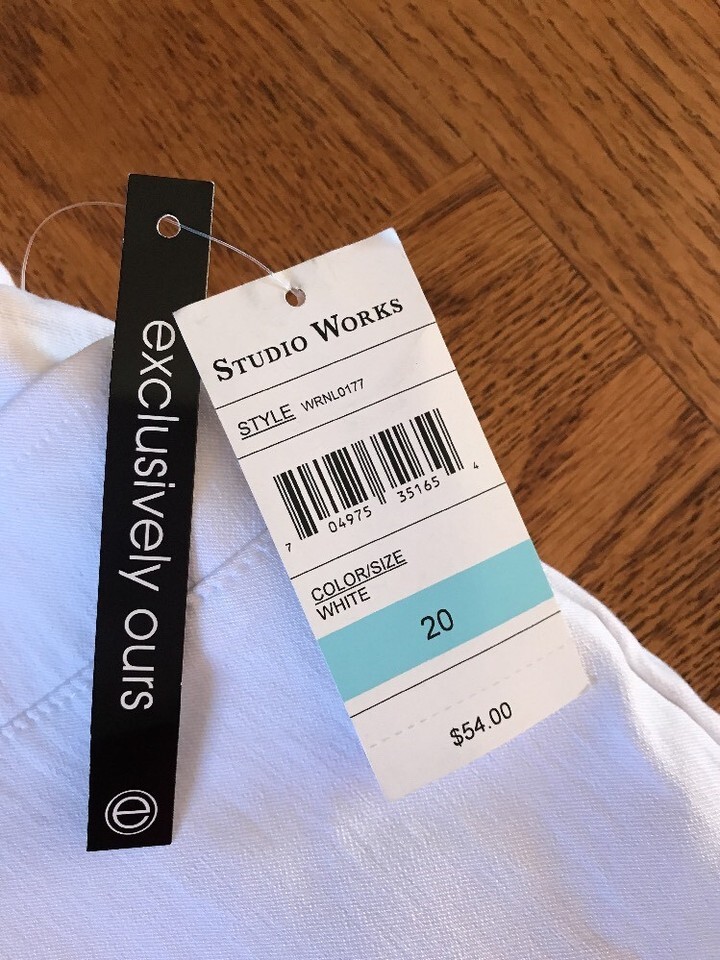 exclusively ours
e
STUDIO WORKS
STYLE WRNL0177
7 04975 35165 4
COLOR/SIZE
WHITE
20
$54.00